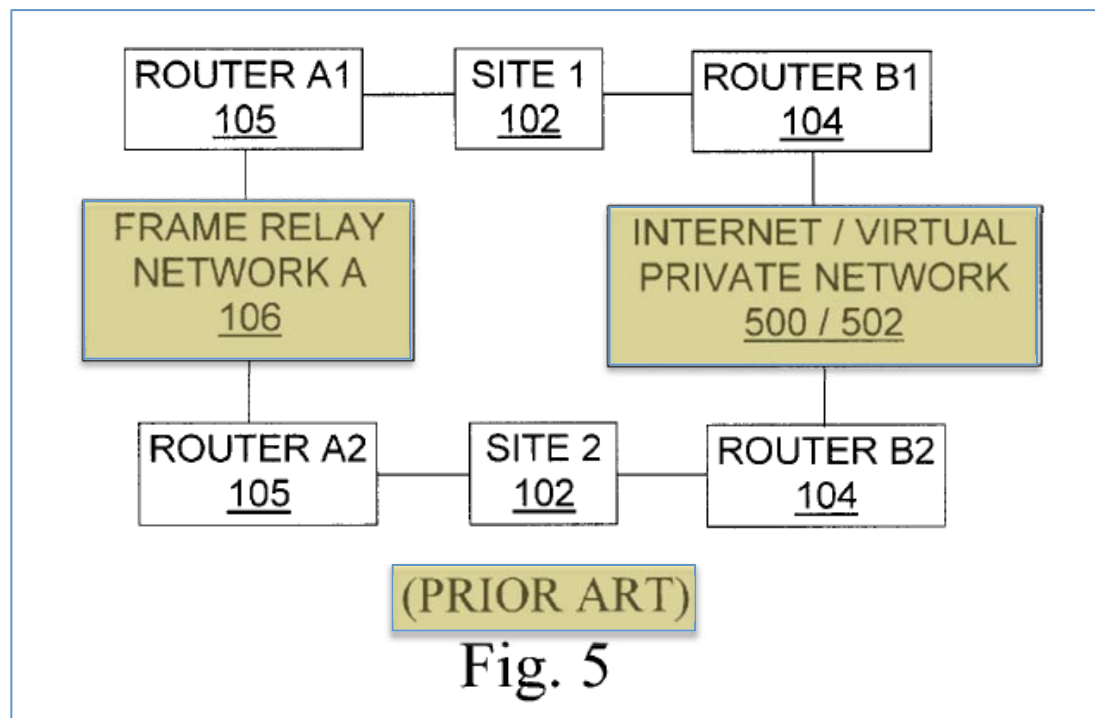 ROUTER A1
105
SITE 1
102
ROUTER B1
104
FRAME RELAY
NETWORK A
106
INTERNET / VIRTUAL
PRIVATE NETWORK
500 / 502
ROUTER A2
105
SITE 2
102
ROUTER B2
104
(PRIOR ART)
Fig. 5